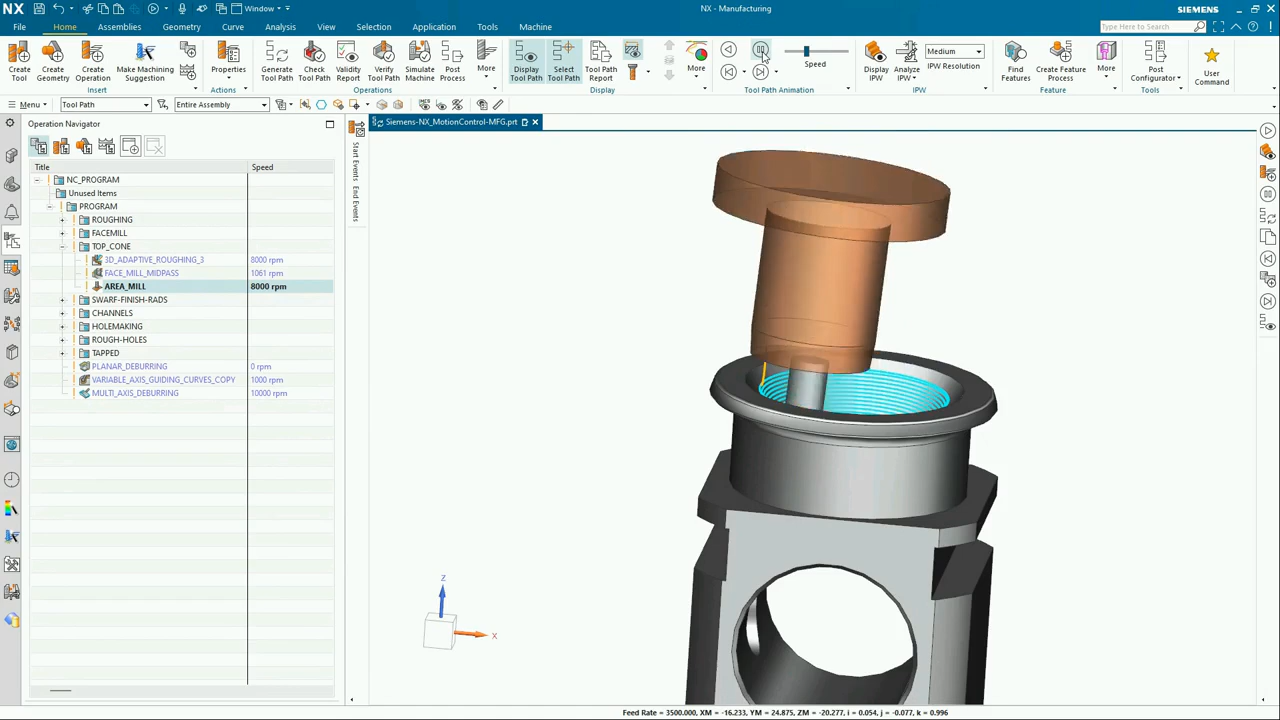 NX
Window
NX - Manufacturing
SIEMENS
File
Home
Assemblies
Geometry
Curve
Analysis
View
Selection
Application
Tools
Machine
Type Here to Search
Create Tool
Create Geometry
Create Operation
Make Machining Suggestion
Insert
Properties
Actions
Generate Tool Path
Check Tool Path
Validity Report
Verify Tool Path
Simulate Machine
Post Process
More
Operations
Display Tool Path
Select Tool Path
Tool Path Report
More
Display
Speed
Tool Path Animation
Display IPW
Analyze IPW
Medium
IPW Resolution
IPW
Find Features
Create Feature Process
More
Feature
Post Configurator
Tools
User Command
Menu
Tool Path
Entire Assembly
Operation Navigator
Title
Speed
NC_PROGRAM
Unused Items
PROGRAM
ROUGHING
FACEMILL
TOP_CONE
3D_ADAPTIVE_ROUGHING_3 8000 rpm
FACE_MILL_MIDPASS 1061 rpm
AREA_MILL 8000 rpm
SWARF-FINISH-RADS
CHANNELS
HOLEMAKING
ROUGH-HOLES
TAPPED
PLANAR_DEBURRING 0 rpm
VARIABLE_AXIS_GUIDING_CURVES_COPY 1000 rpm
MULTI_AXIS_DEBURRING 10000 rpm
Start Events
End Events
Siemens-NX_MotionControl-MFG.prt
Z
X
Feed Rate = 3500.000, XM = -16.233, YM = 24.875, ZM = -20.277, i = 0.054, j = -0.077, k = 0.996